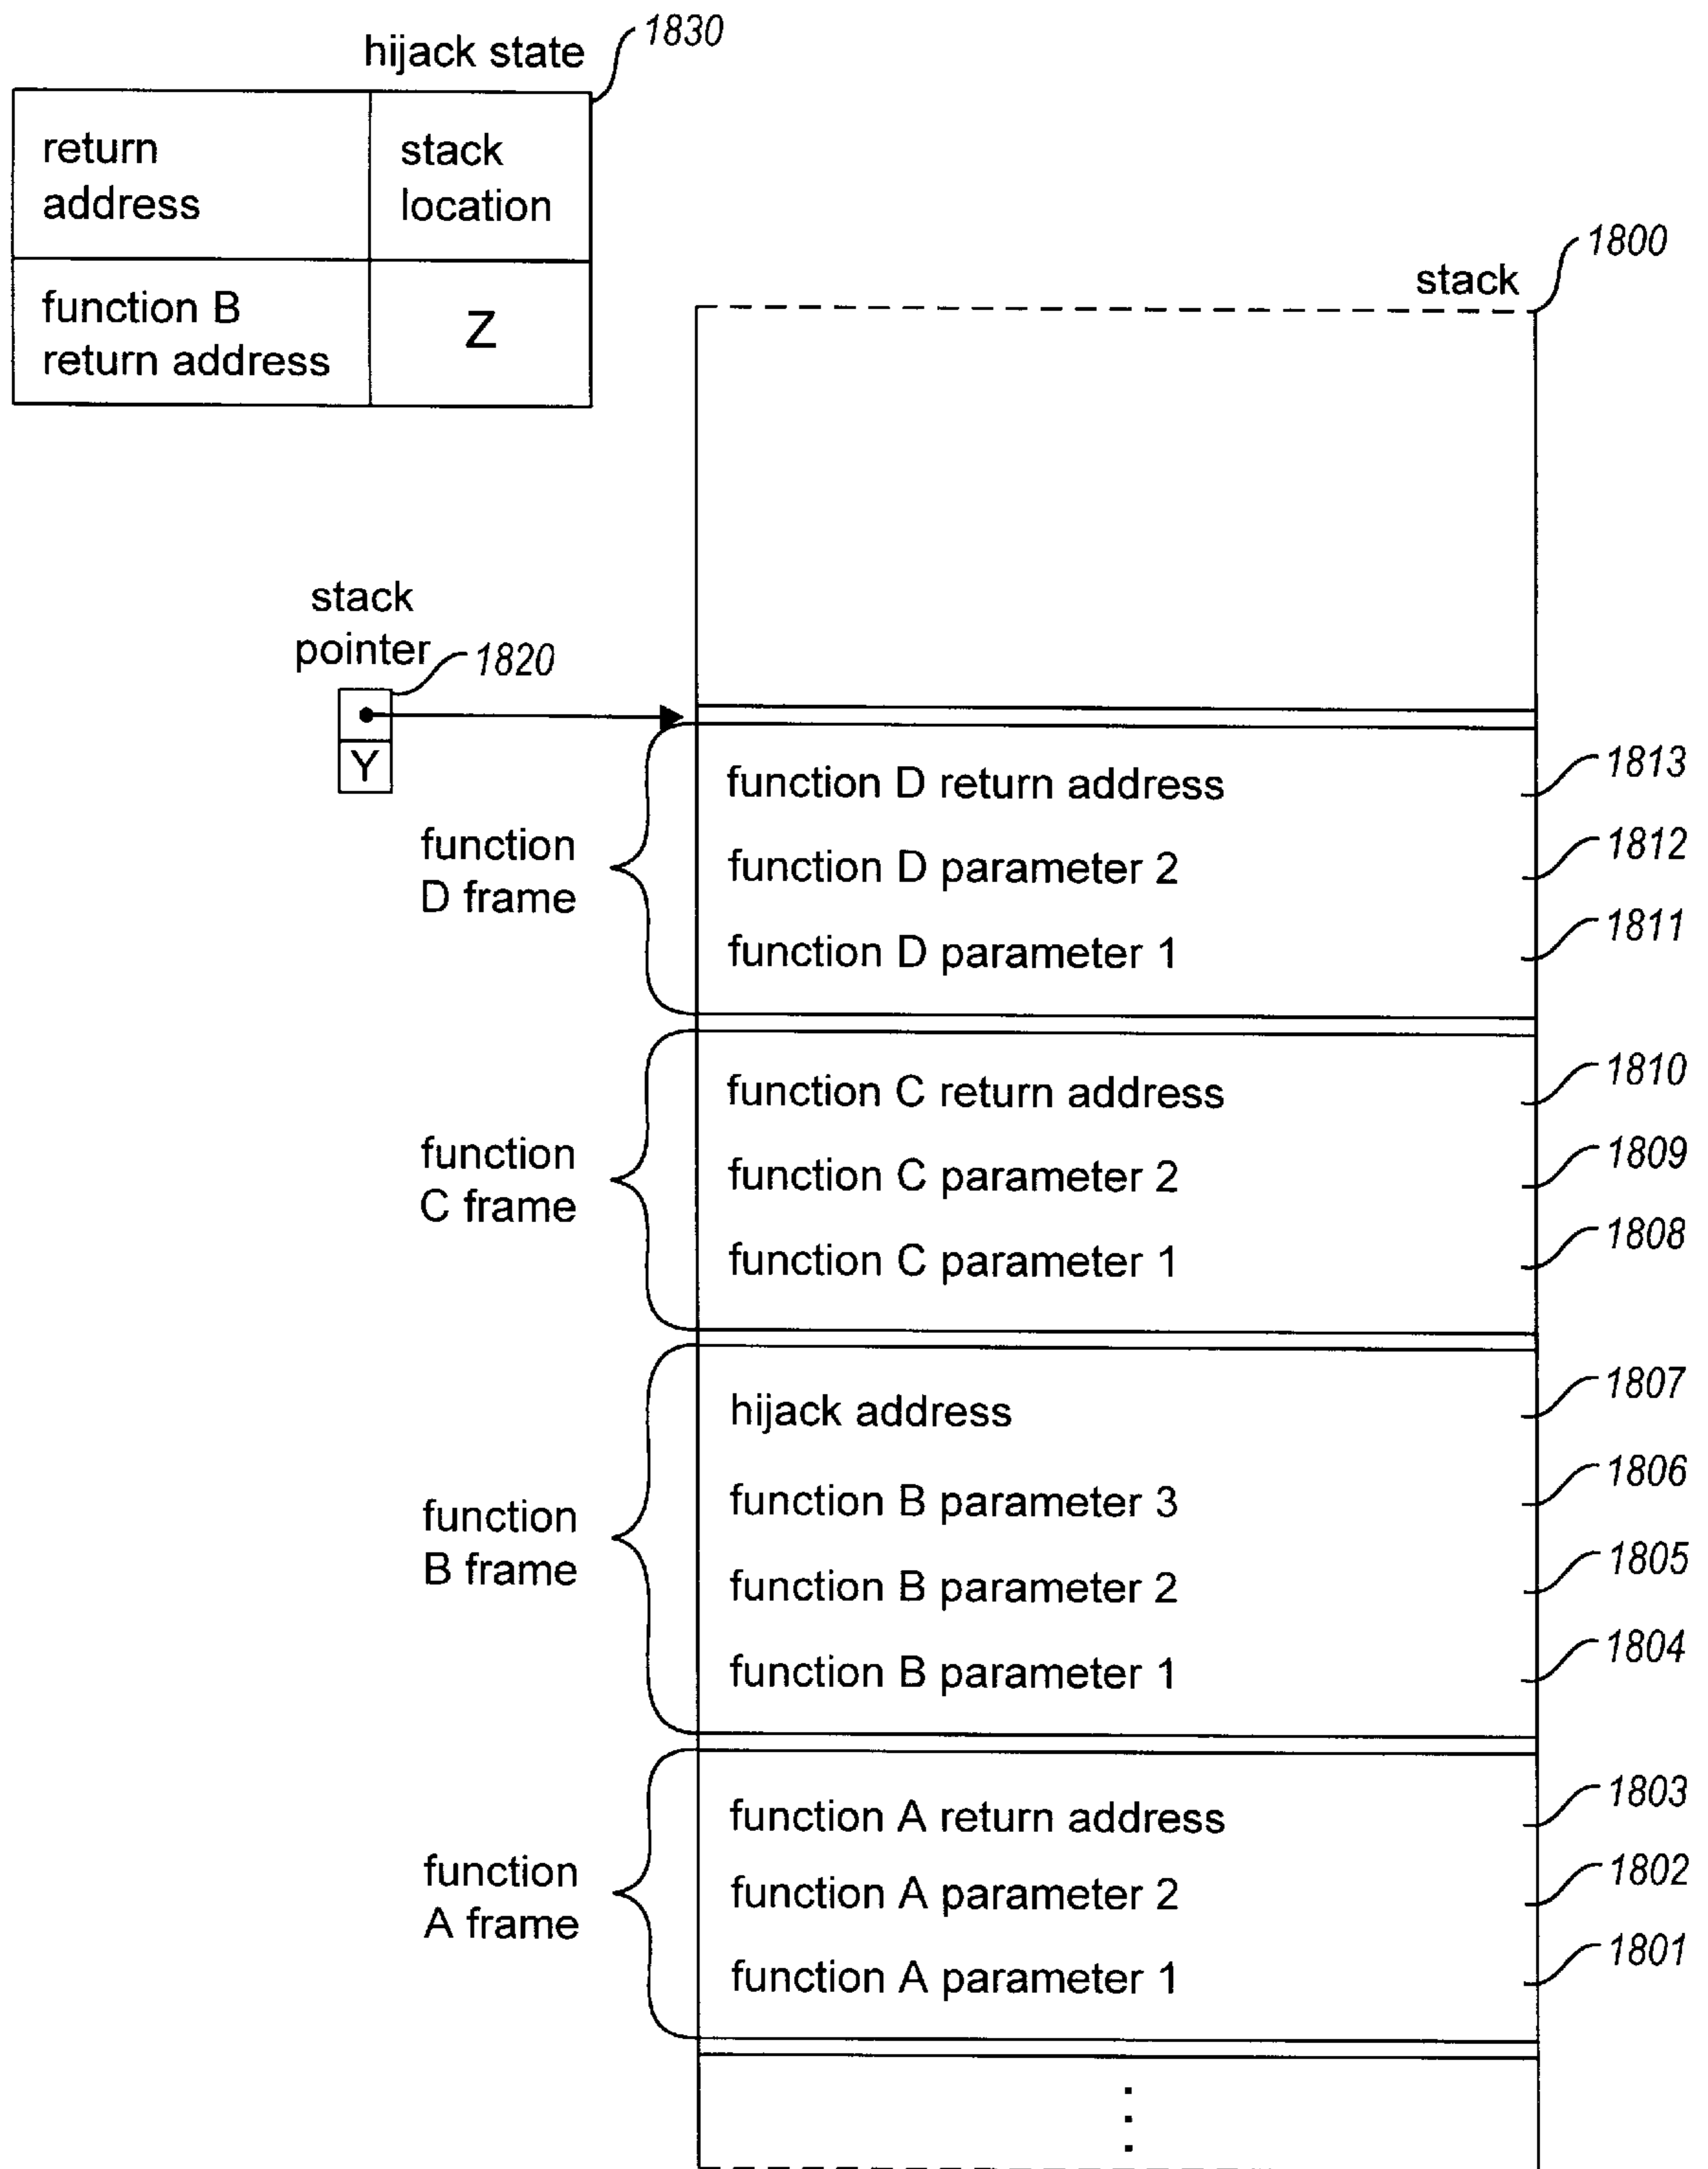 hijack state
1830
return
address
stack
location
function B
return address
Z
1800
stack
stack
pointer
1820
Y
function D return address
1813
function
D frame
function D parameter 2
1812
function D parameter 1
1811
function C return address
1810
function
C frame
function C parameter 2
1809
function C parameter 1
1808
hijack address
1807
function B parameter 3
1806
function
B frame
function B parameter 2
1805
function B parameter 1
1804
function A return address
1803
function
A frame
function A parameter 2
1802
function A parameter 1
1801